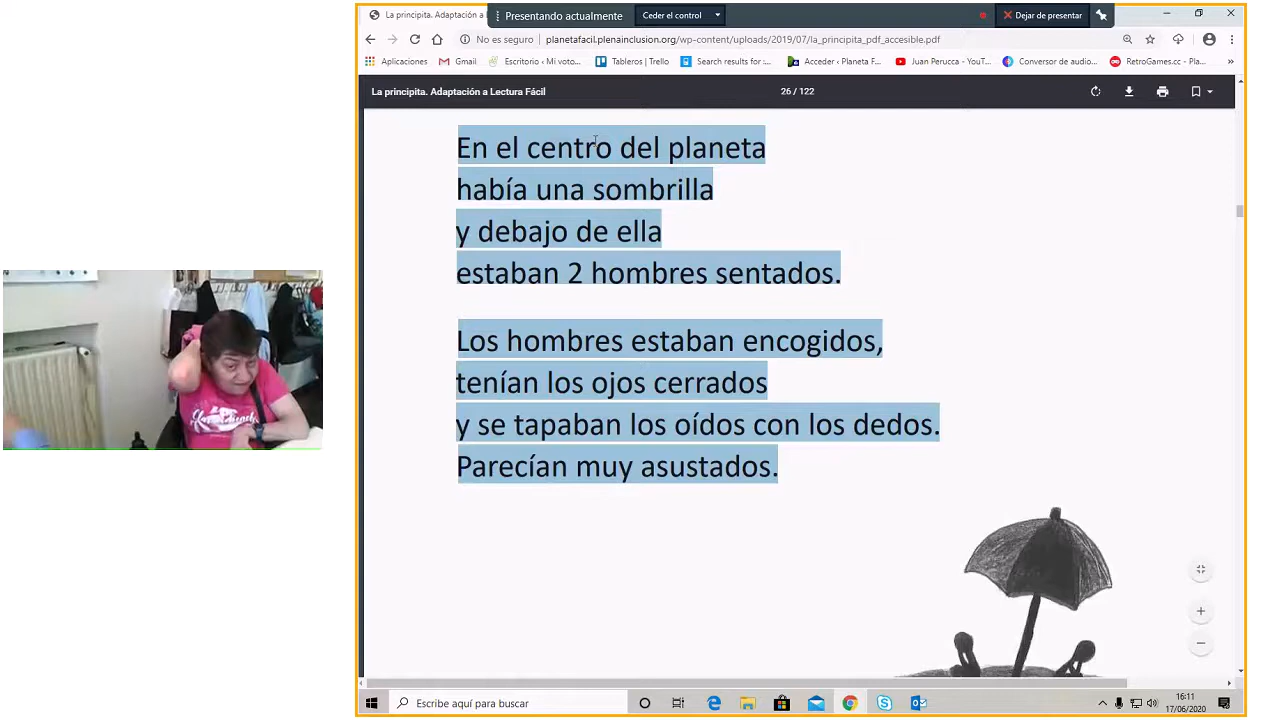 La principita. Adaptación a L
Presentando actualmente
Ceder el control
Dejar de presentar
No es seguro
planetafacil.plenainclusion.org/wp-content/uploads/2019/07/la_principita_pdf_accesible.pdf
Aplicaciones
Gmail
Escritorio ‹ Mi voto...
Tableros | Trello
Search results for :...
Acceder ‹ Planeta F...
Juan Perucca - YouT...
Conversor de audio...
RetroGames.cc - Pla...
»
La principita. Adaptación a Lectura Fácil
26 / 122
En el centro del planeta
había una sombrilla
y debajo de ella
estaban 2 hombres sentados.
Los hombres estaban encogidos,
tenían los ojos cerrados
y se tapaban los oídos con los dedos.
Parecían muy asustados.
Escribe aquí para buscar
16:11
17/06/2020